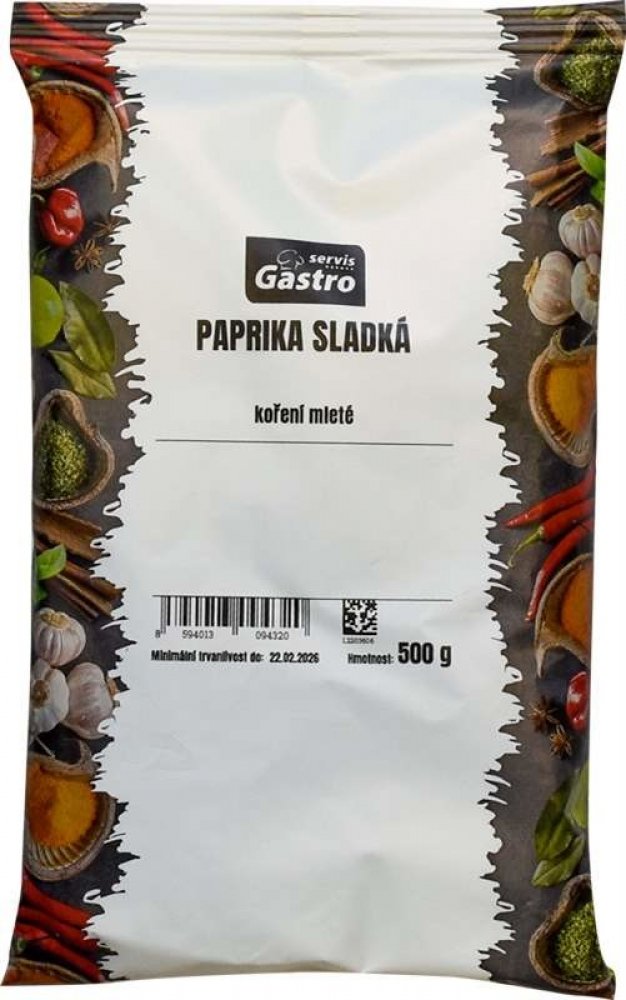 servis
Gastro
PAPRIKA SLADKÁ
koření mleté
8 594013 094320
Minimální trvanlivost do: 22.02.2026 Hmotnost: 500 g